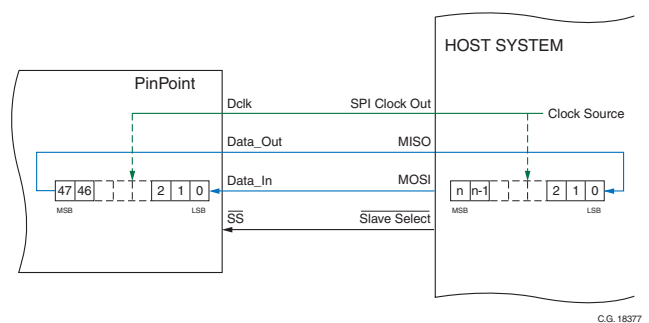 HOST SYSTEM
PinPoint
Dclk SPI Clock Out
Clock Source
Data_Out MISO
47 46 2 1 0 Data_In MOSI n n-1 2 1 0
MSB LSB MSB LSB
SS Slave Select
C.G. 18377